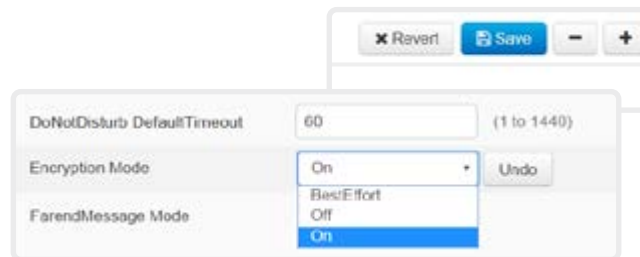 Revert Save − +
DoNotDisturb DefaultTimeout 60 (1 to 1440)
Encryption Mode On Undo
BestEffort
FarendMessage Mode Off
On